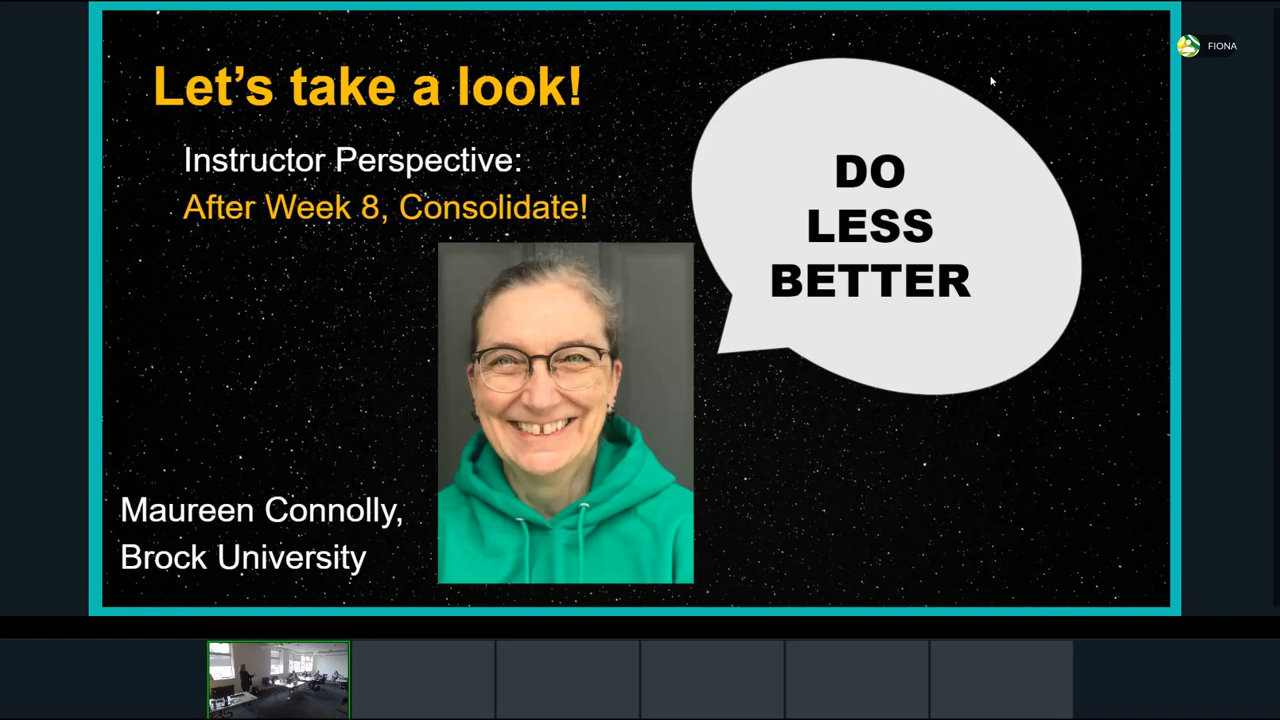 Let's take a look!
Instructor Perspective:
After Week 8, Consolidate!
DO
LESS
BETTER
Maureen Connolly,
Brock University
FIONA